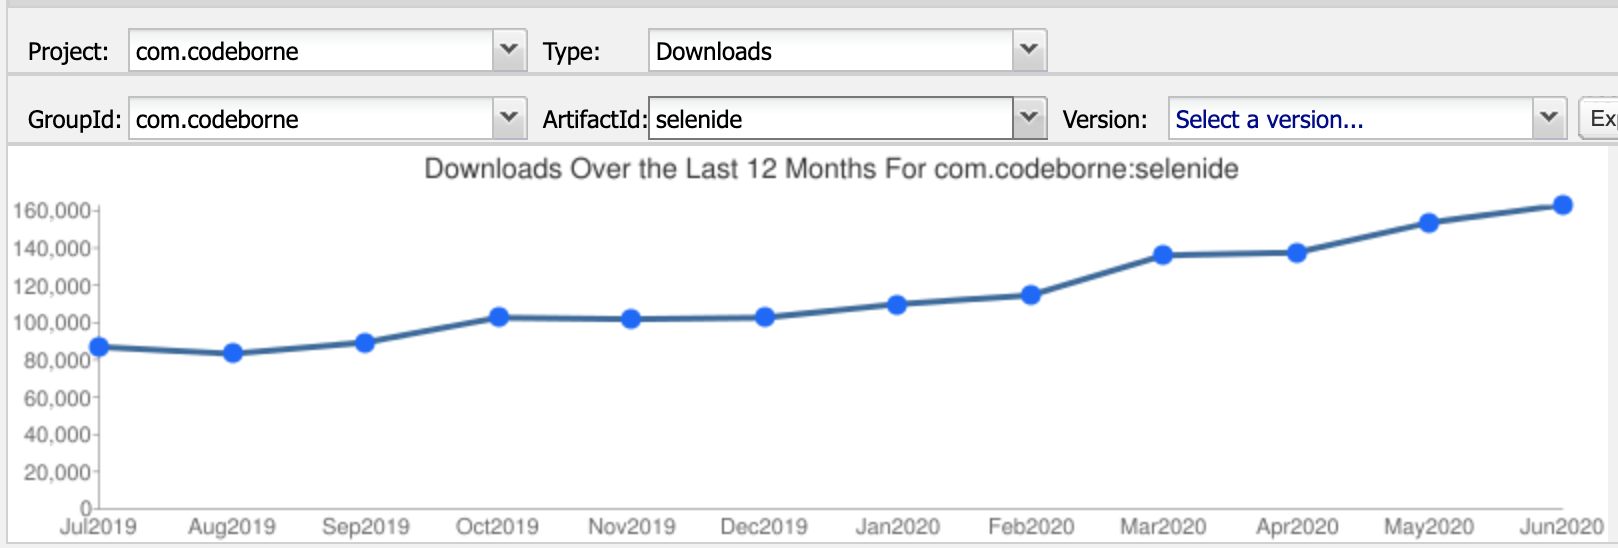 Project: com.codeborne Type: Downloads
GroupId: com.codeborne ArtifactId: selenide Version: Select a version...
Downloads Over the Last 12 Months For com.codeborne:selenide
160,000
140,000
120,000
100,000
80,000
60,000
40,000
20,000
0
Jul2019 Aug2019 Sep2019 Oct2019 Nov2019 Dec2019 Jan2020 Feb2020 Mar2020 Apr2020 May2020 Jun2020